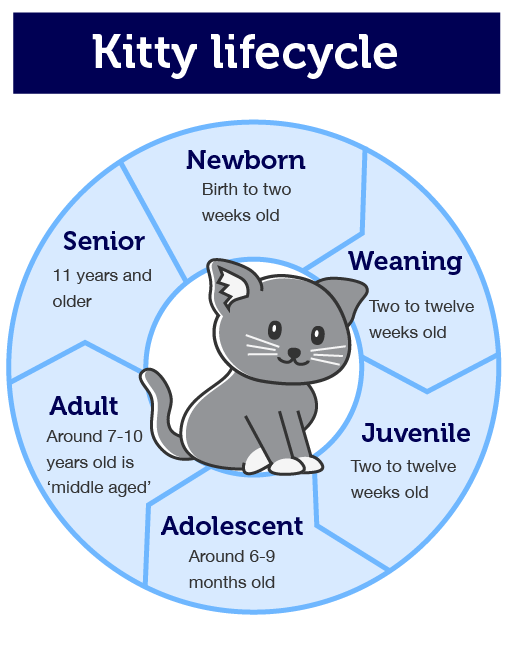 Kitty lifecycle
Newborn
Birth to two
weeks old
Weaning
Two to twelve
weeks old
Juvenile
Two to twelve
weeks old
Adolescent
Around 6-9
months old
Adult
Around 7-10
years old is
‘middle aged’
Senior
11 years and
older